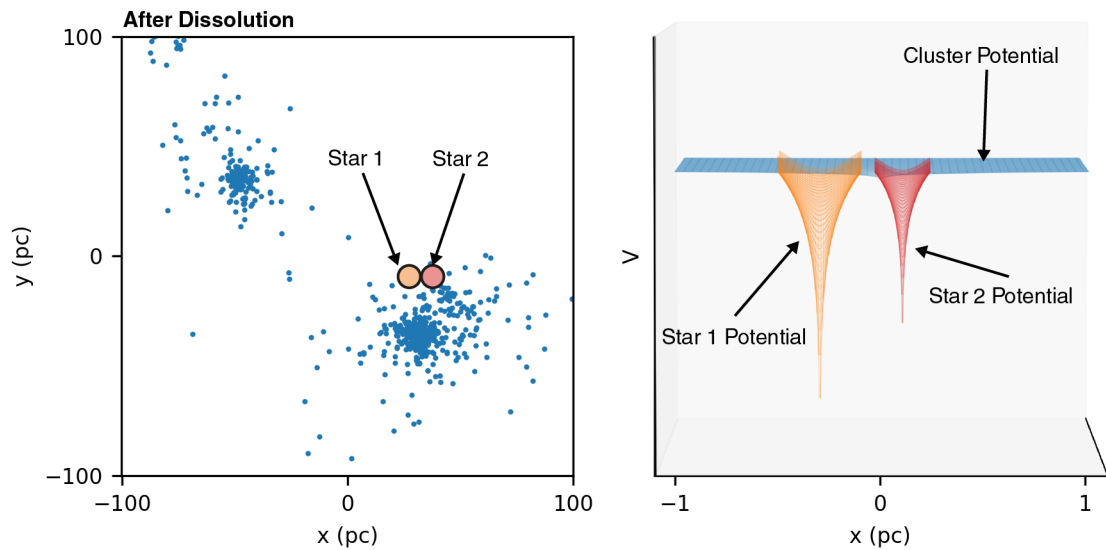 After Dissolution
100
0
−100
y (pc)
−100
0
100
x (pc)
Star 1
Star 2
Cluster Potential
Star 1 Potential
Star 2 Potential
V
−1
0
1
x (pc)